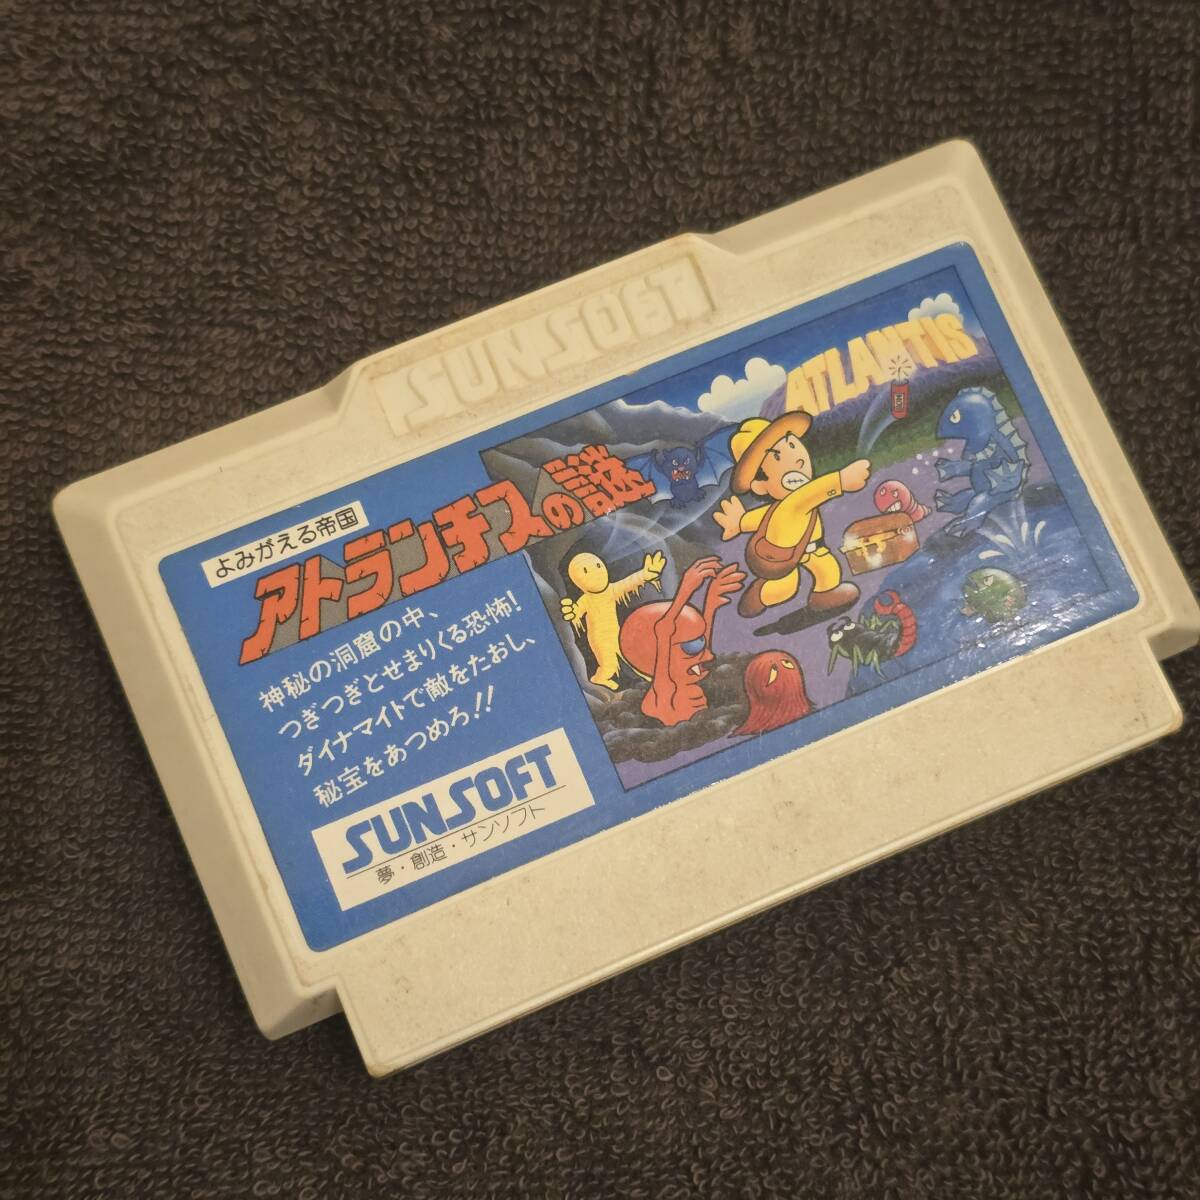 SUNSOFT
よみがえる帝国
アトランチスの謎
ATLANTIS
神秘の洞窟の中、
つぎつぎとせまりくる恐怖!
ダイナマイトで敵をたおし、
秘宝をあつめろ!!
SUNSOFT
夢・創造・サンソフト